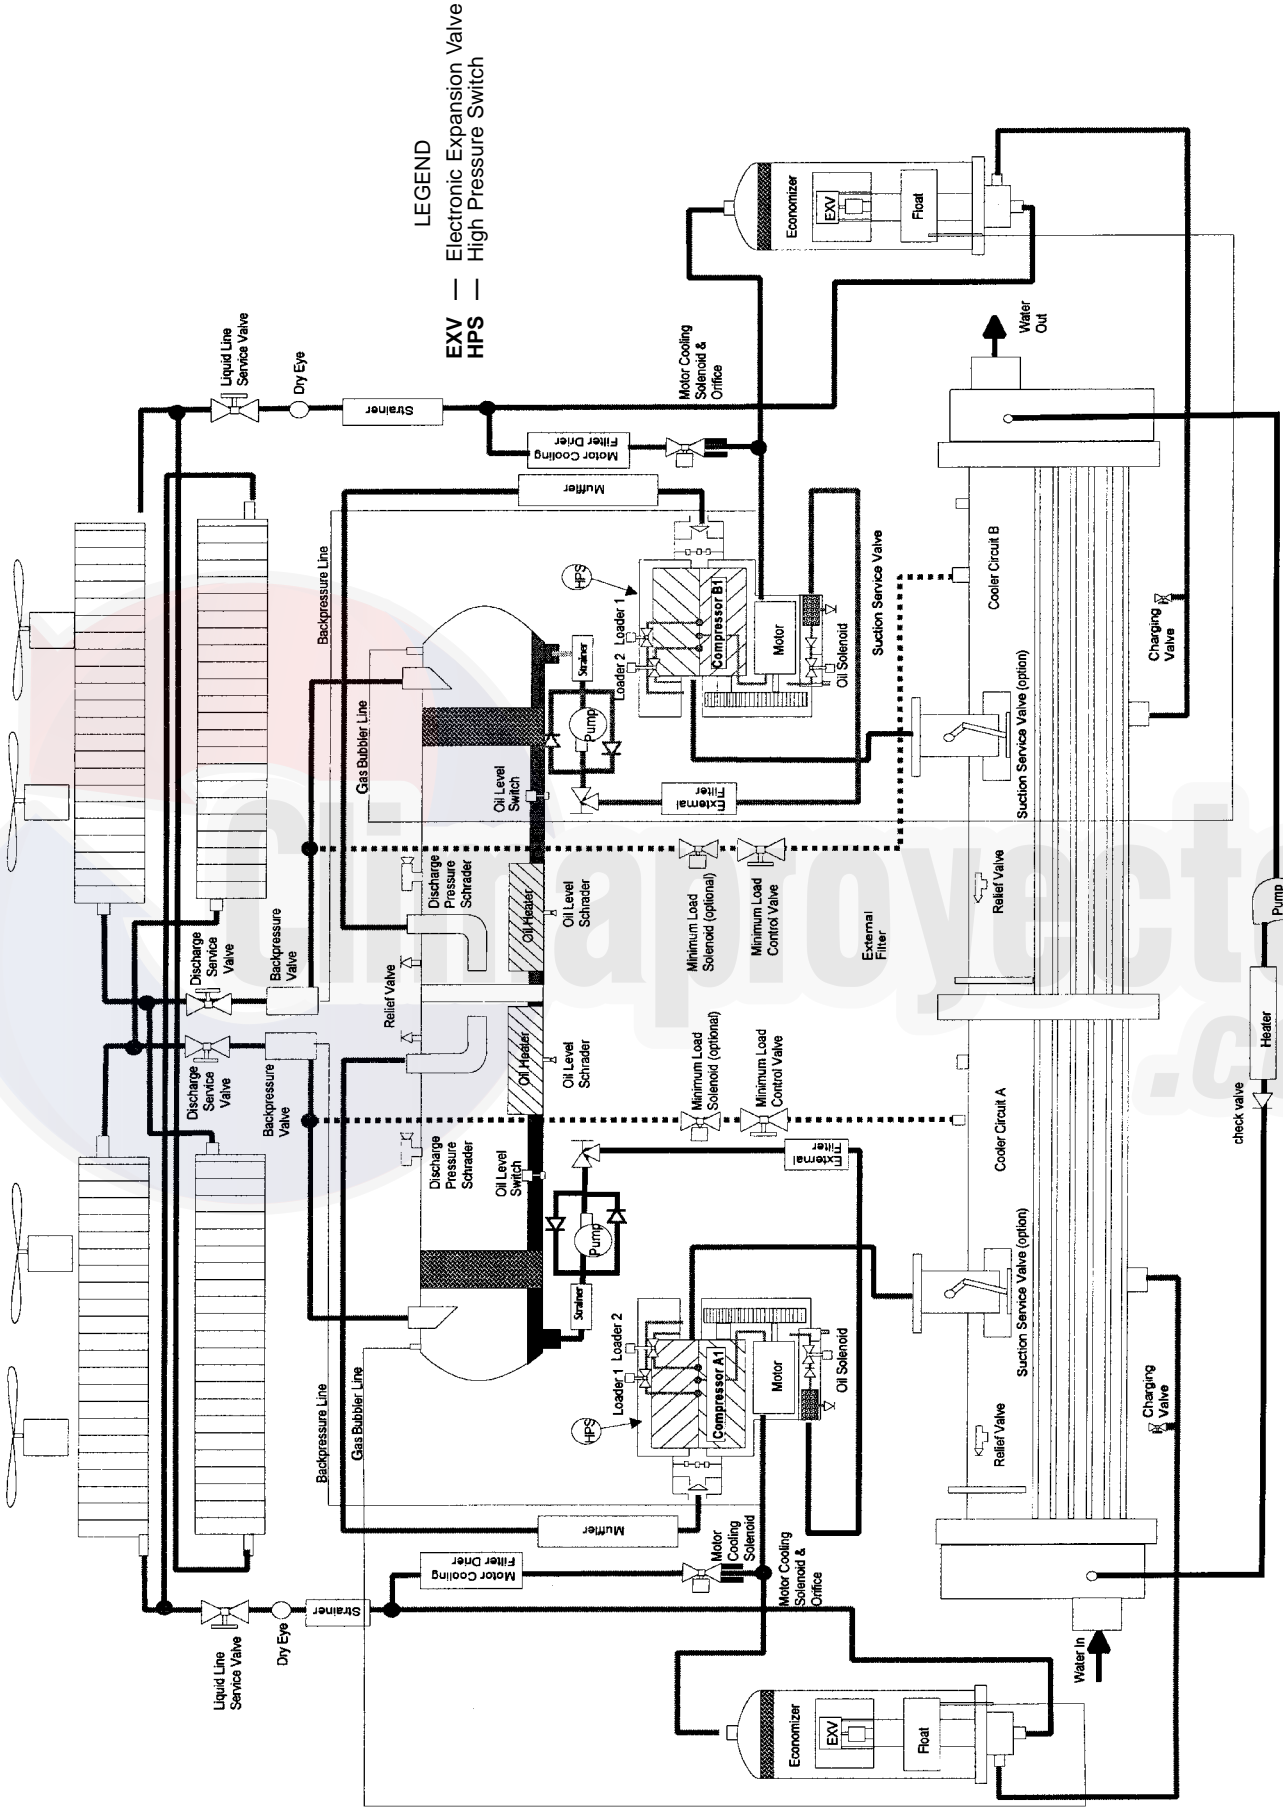 LEGEND
EXV — Electronic Expansion Valve
HPS — High Pressure Switch
Liquid Line
Service Valve
Dry Eye
Strainer
Motor Cooling
Filter Drier
Motor Cooling
Solenoid &
Orifice
Muffler
Backpressure Line
Gas Bubbler Line
Discharge
Service
Valve
Backpressure
Valve
Discharge
Pressure
Schrader
Relief Valve
Oil Level
Switch
Oil Heater
Oil Level
Schrader
Strainer
Pump
External
Filter
HPS
Loader 2 Loader 1
Compressor B1
Motor
Oil Solenoid
Suction Service Valve
Minimum Load
Solenoid (optional)
Minimum Load
Control Valve
External
Filter
Economizer
EXV
Float
Water
Out
Cooler Circuit B
Suction Service Valve (option)
Relief Valve
Charging
Valve
Pump
Heater
check valve
Discharge
Service
Valve
Backpressure
Valve
Discharge
Pressure
Schrader
Oil Level
Switch
Oil Heater
Oil Level
Schrader
Minimum Load
Solenoid (optional)
Minimum Load
Control Valve
External
Filter
Pump
Strainer
HPS
Loader 1 Loader 2
Compressor A1
Motor
Oil Solenoid
Backpressure Line
Gas Bubbler Line
Muffler
Motor Cooling
Filter Drier
Motor
Cooling
Solenoid
Motor Cooling
Solenoid &
Orifice
Liquid Line
Service Valve
Dry Eye
Strainer
Economizer
EXV
Float
Water In
Cooler Circuit A
Suction Service Valve (option)
Relief Valve
Charging
Valve
Climaproyect
.c